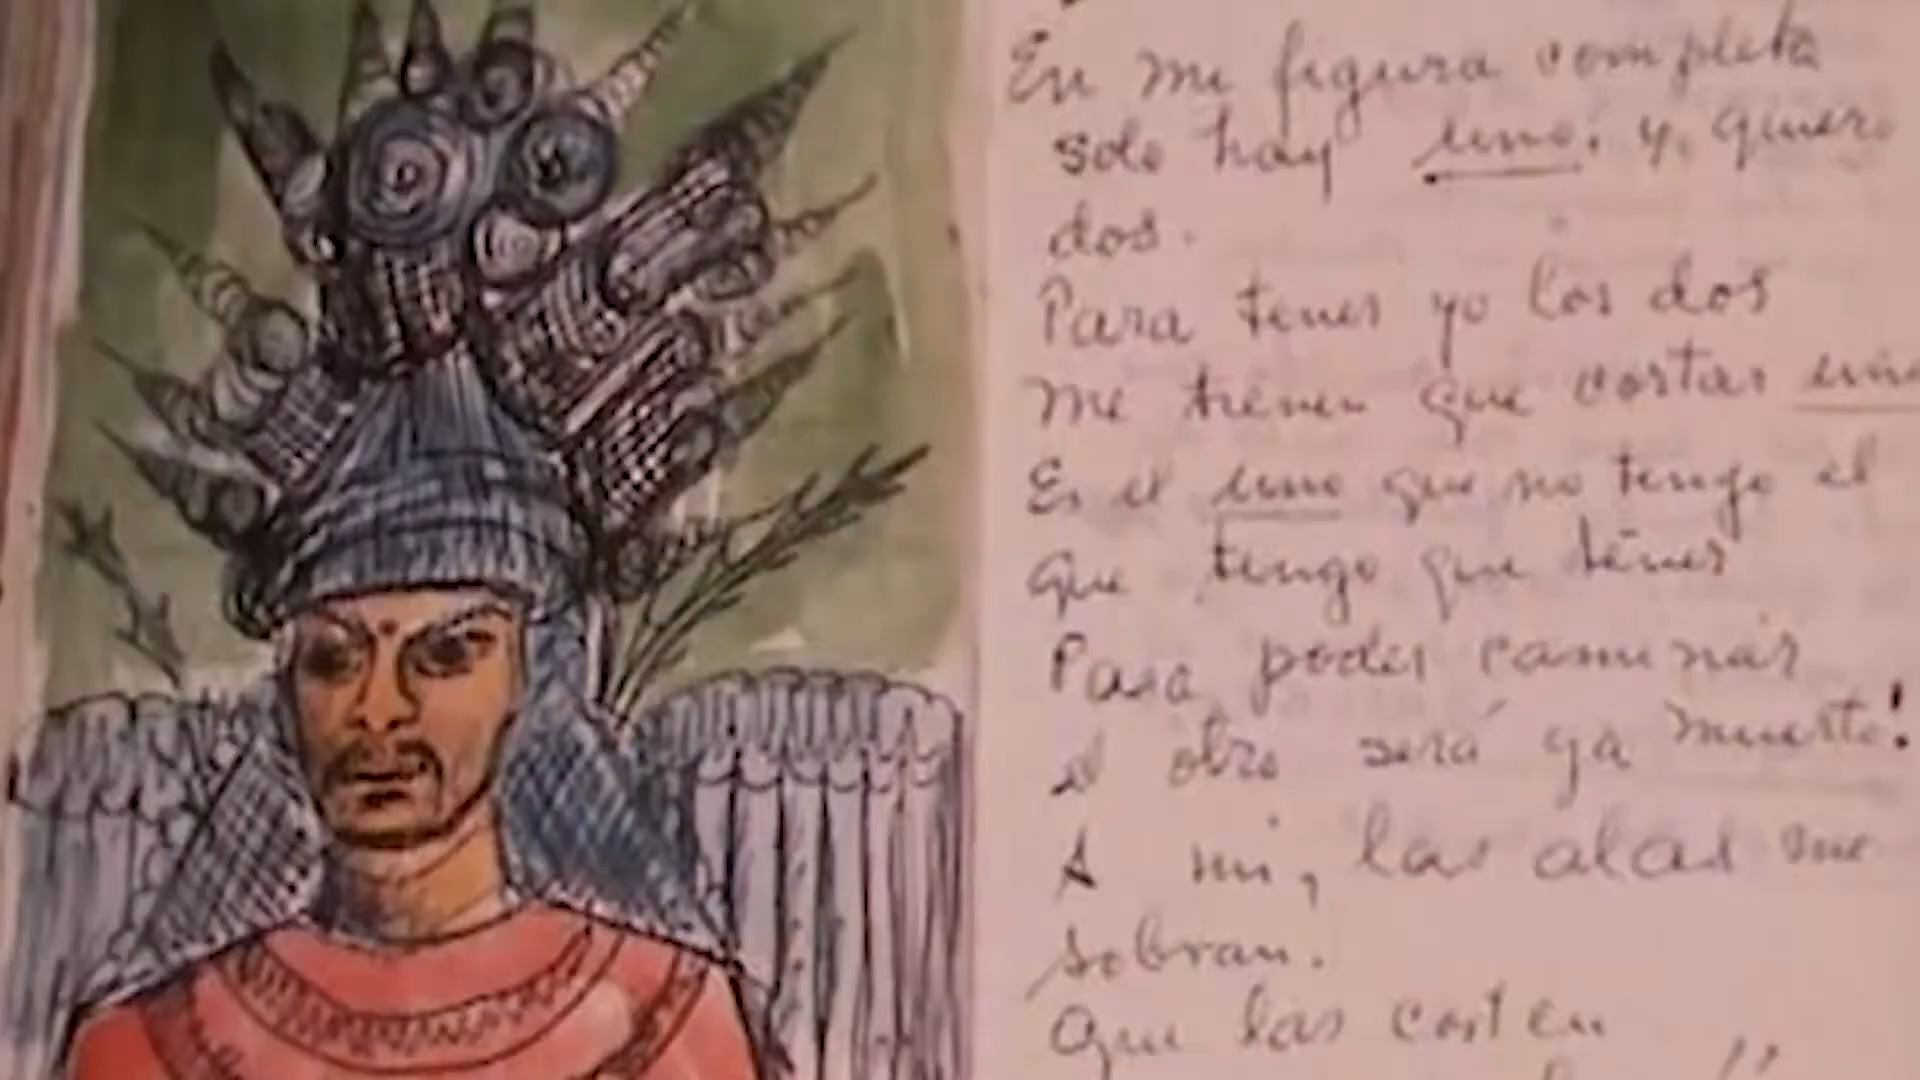 En mi figura completa
solo hay uno. y quiero
dos.
Para tener yo los dos
me tienen que cortar uno
Es el uno que no tengo el
que tengo que tener
Para poder caminar
el otro será ya muerto!
A mi, las alas me
sobran.
Que las corten
!!